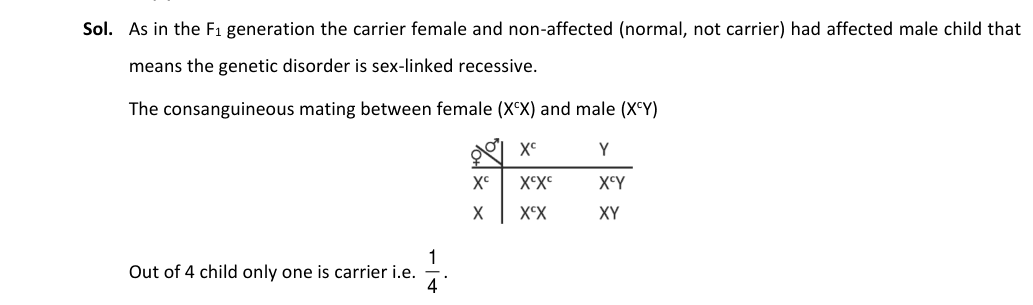 Sol. As in the F₁ generation the carrier female and non-affected (normal, not carrier) had affected male child that
means the genetic disorder is sex-linked recessive.
The consanguineous mating between female (XᶜX) and male (XᶜY)
♀ ♂ Xᶜ Y
Xᶜ XᶜXᶜ XᶜY
X XᶜX XY
Out of 4 child only one is carrier i.e. 1/4.